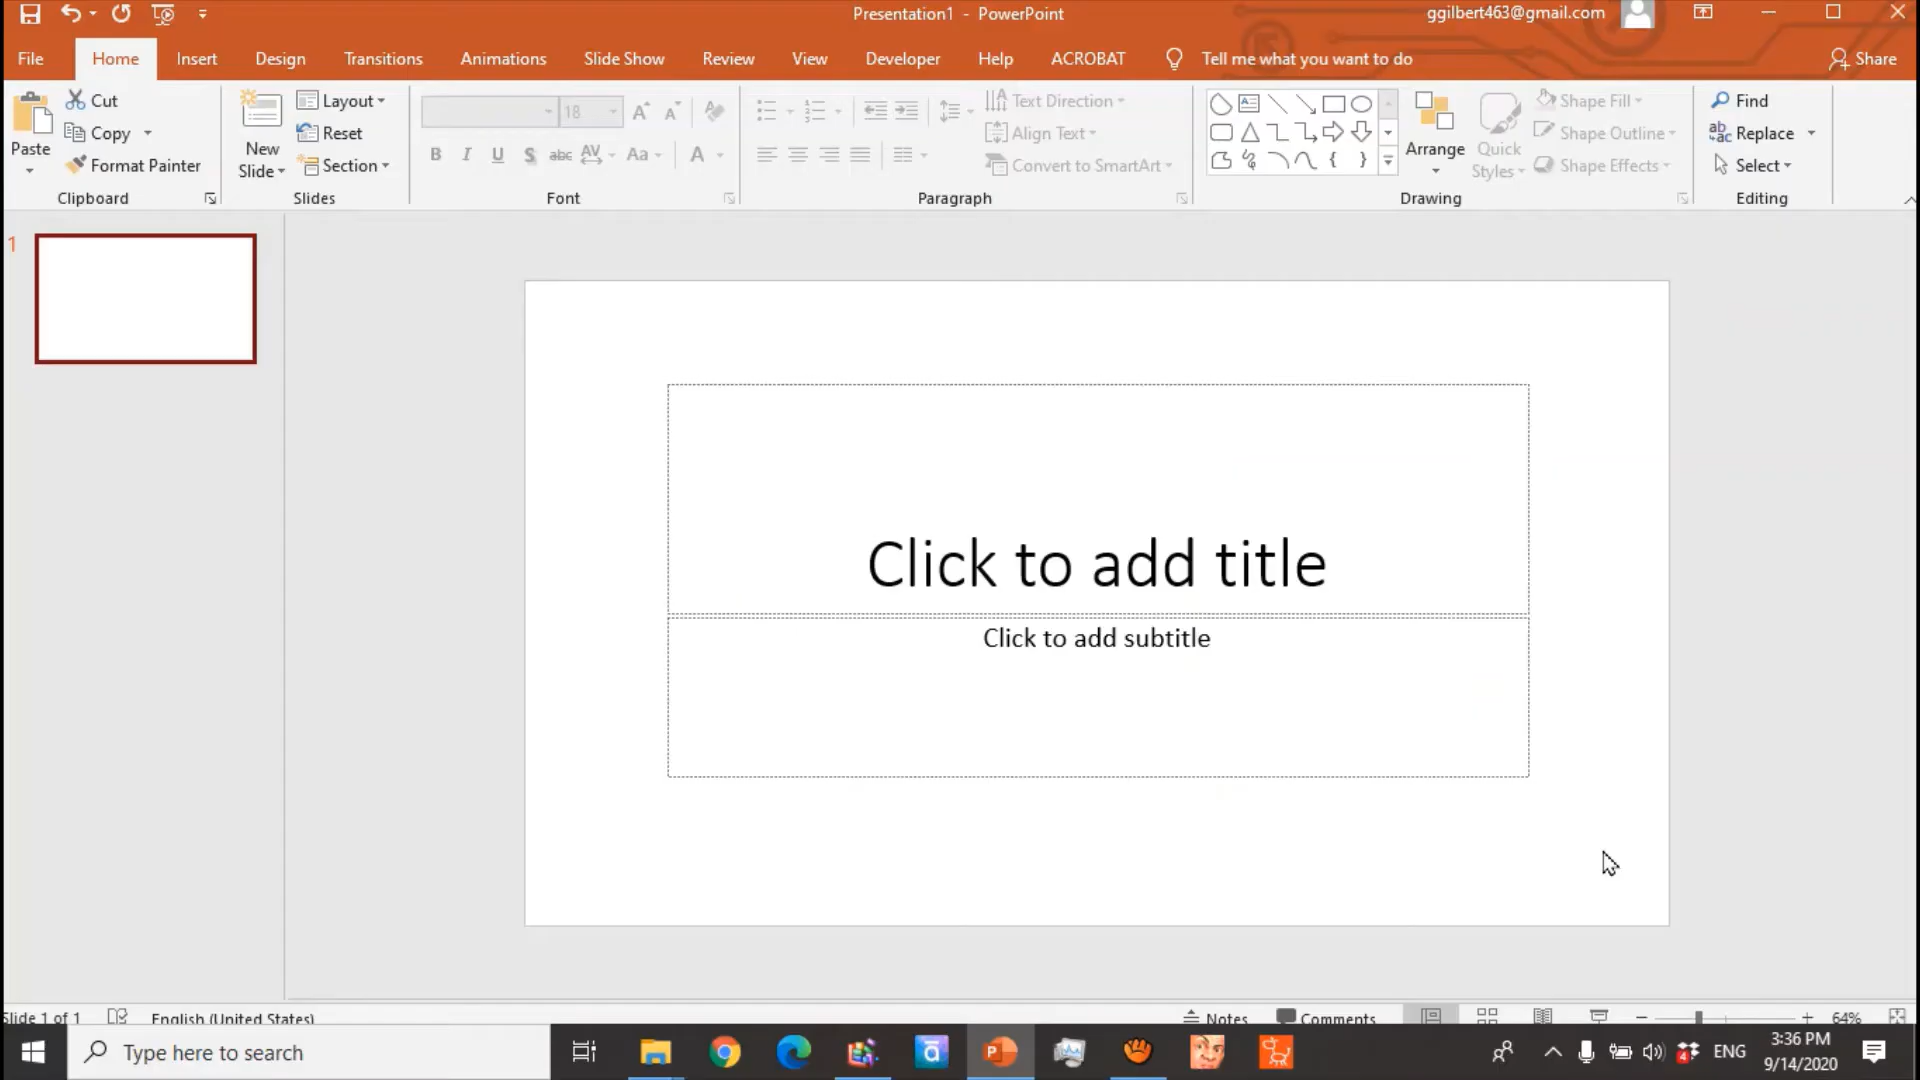 Presentation1 - PowerPoint
ggilbert463@gmail.com
File Home Insert Design Transitions Animations Slide Show Review View Developer Help ACROBAT Tell me what you want to do Share
Paste
Cut
Copy
Format Painter
Clipboard
New Slide
Layout
Reset
Section
Slides
18
B I U S abc AV Aa A
Font
Text Direction
Align Text
Convert to SmartArt
Paragraph
Arrange
Quick Styles
Shape Fill
Shape Outline
Shape Effects
Drawing
Find
Replace
Select
Editing
1
Click to add title
Click to add subtitle
Slide 1 of 1 English (United States) Notes Comments 64%
Type here to search
ENG
3:36 PM
9/14/2020